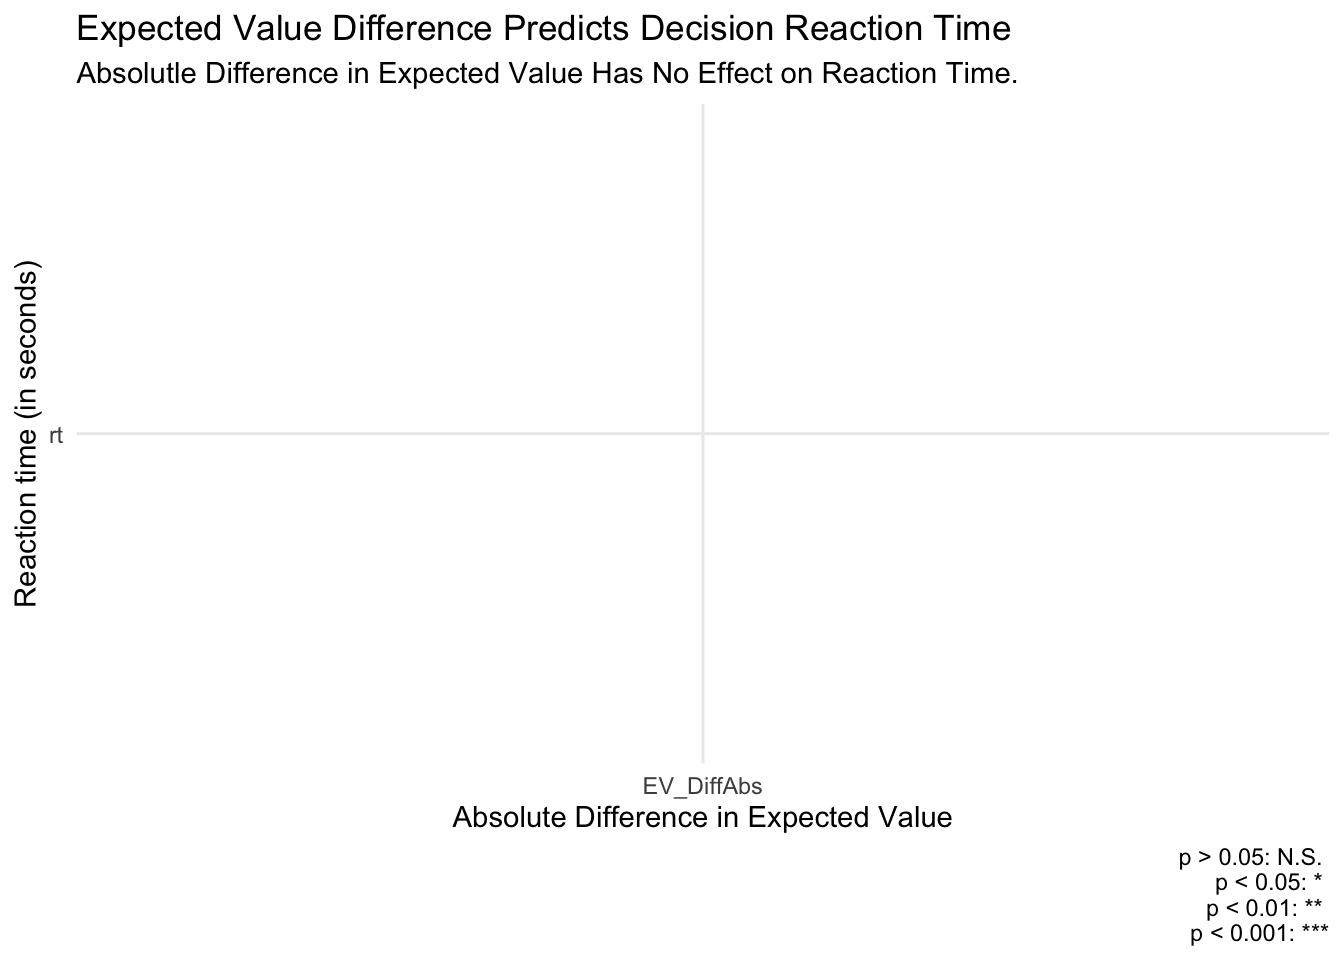 Expected Value Difference Predicts Decision Reaction Time
Absolutle Difference in Expected Value Has No Effect on Reaction Time.
Reaction time (in seconds)
rt
EV_DiffAbs
Absolute Difference in Expected Value
p > 0.05: N.S.
p < 0.05: *
p < 0.01: **
p < 0.001: ***